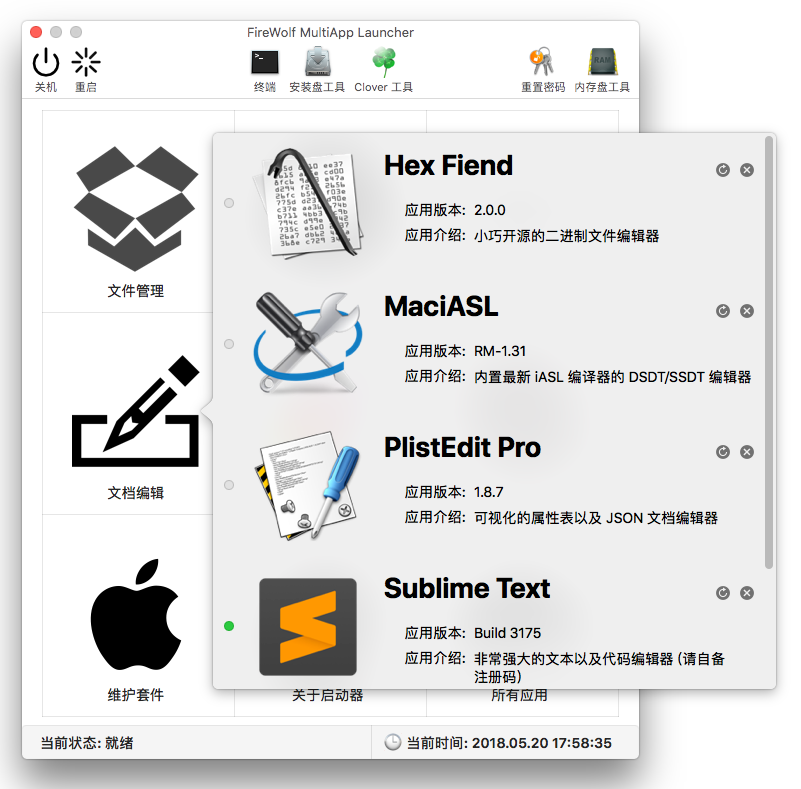 FireWolf MultiApp Launcher
关机
重启
终端
安装盘工具
Clover 工具
重置密码
内存盘工具
文件管理
文档编辑
维护套件
关于启动器
所有应用
Hex Fiend
应用版本: 2.0.0
应用介绍: 小巧开源的二进制文件编辑器
MaciASL
应用版本: RM-1.31
应用介绍: 内置最新 iASL 编译器的 DSDT/SSDT 编辑器
PlistEdit Pro
应用版本: 1.8.7
应用介绍: 可视化的属性表以及 JSON 文档编辑器
Sublime Text
应用版本: Build 3175
应用介绍: 非常强大的文本以及代码编辑器 (请自备
注册码)
当前状态: 就绪
当前时间: 2018.05.20 17:58:35